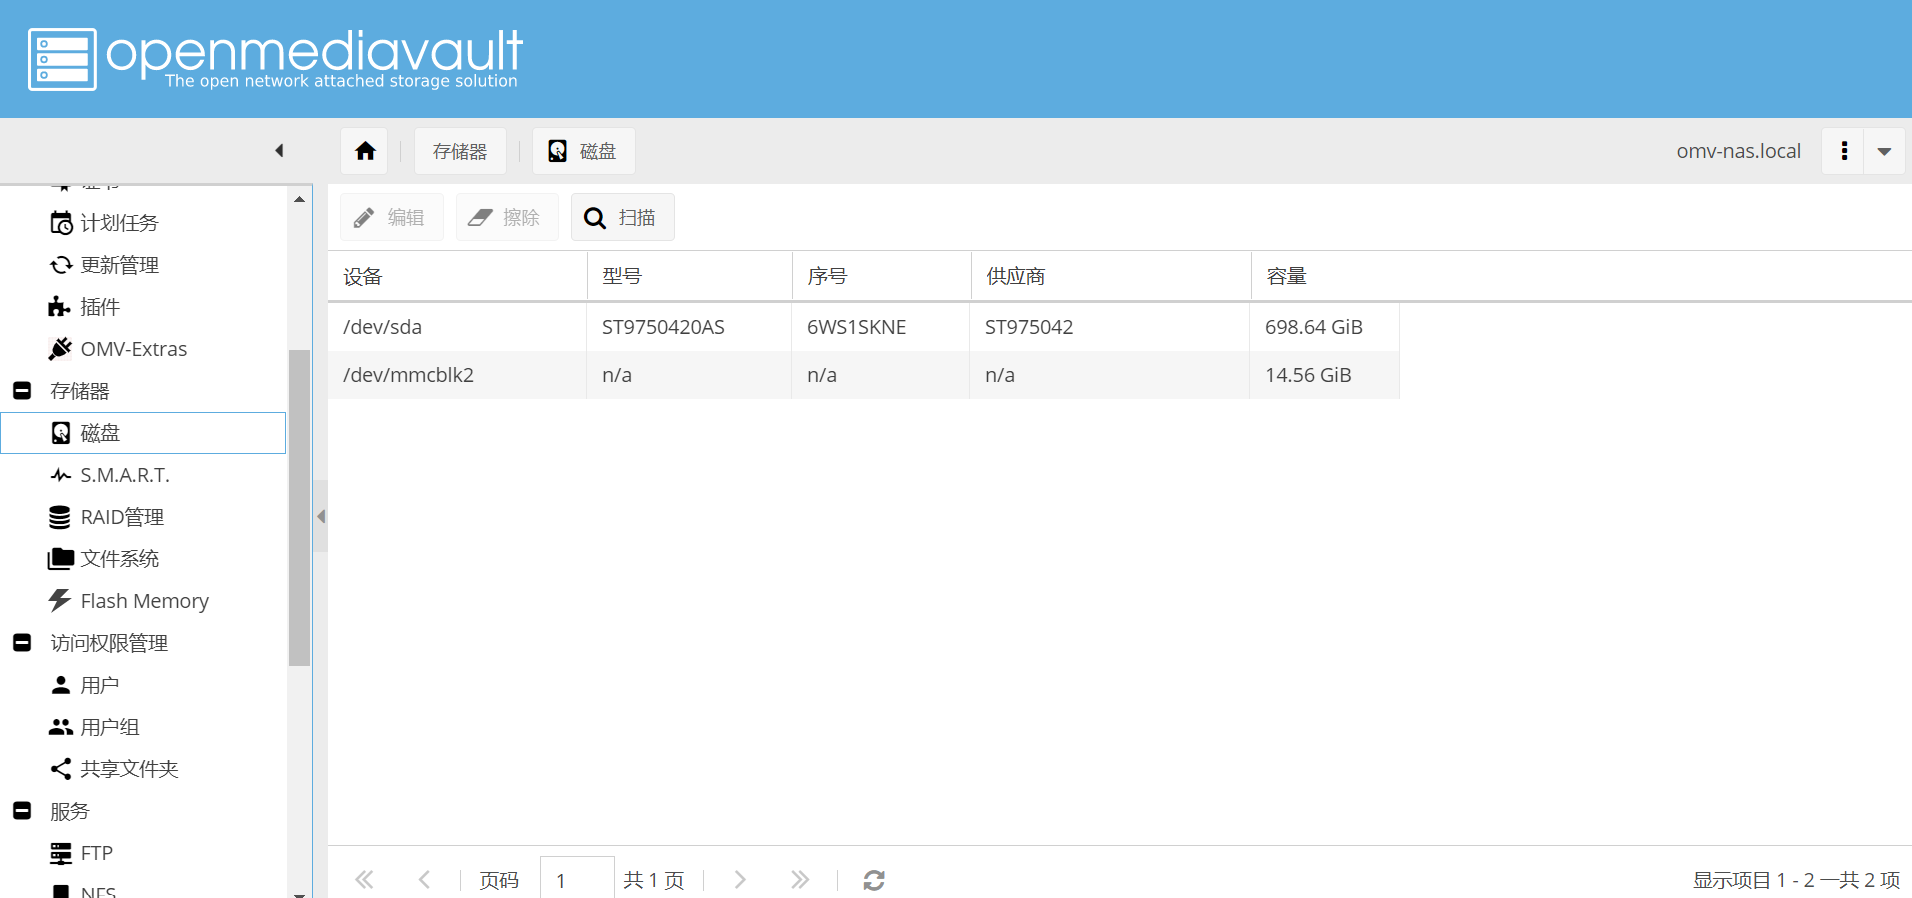 openmediavault
The open network attached storage solution
存储器
磁盘
omv-nas.local
证书
计划任务
更新管理
插件
OMV-Extras
存储器
磁盘
S.M.A.R.T.
RAID管理
文件系统
Flash Memory
访问权限管理
用户
用户组
共享文件夹
服务
FTP
NFS
编辑 擦除 扫描
设备 型号 序号 供应商 容量
/dev/sda ST9750420AS 6WS1SKNE ST975042 698.64 GiB
/dev/mmcblk2 n/a n/a n/a 14.56 GiB
页码 1 共 1 页
显示项目 1 - 2 一共 2 项